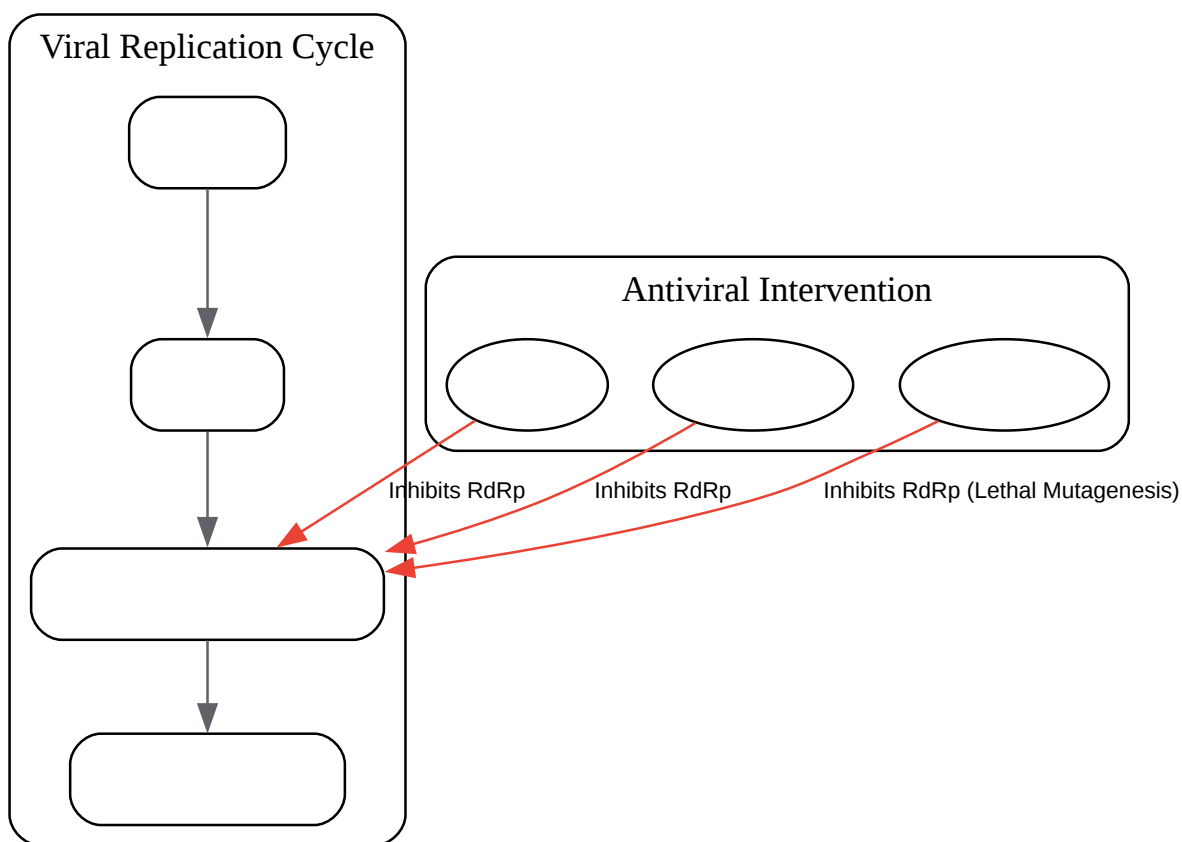 Viral Replication Cycle
Antiviral Intervention
Inhibits RdRp
Inhibits RdRp
Inhibits RdRp (Lethal Mutagenesis)